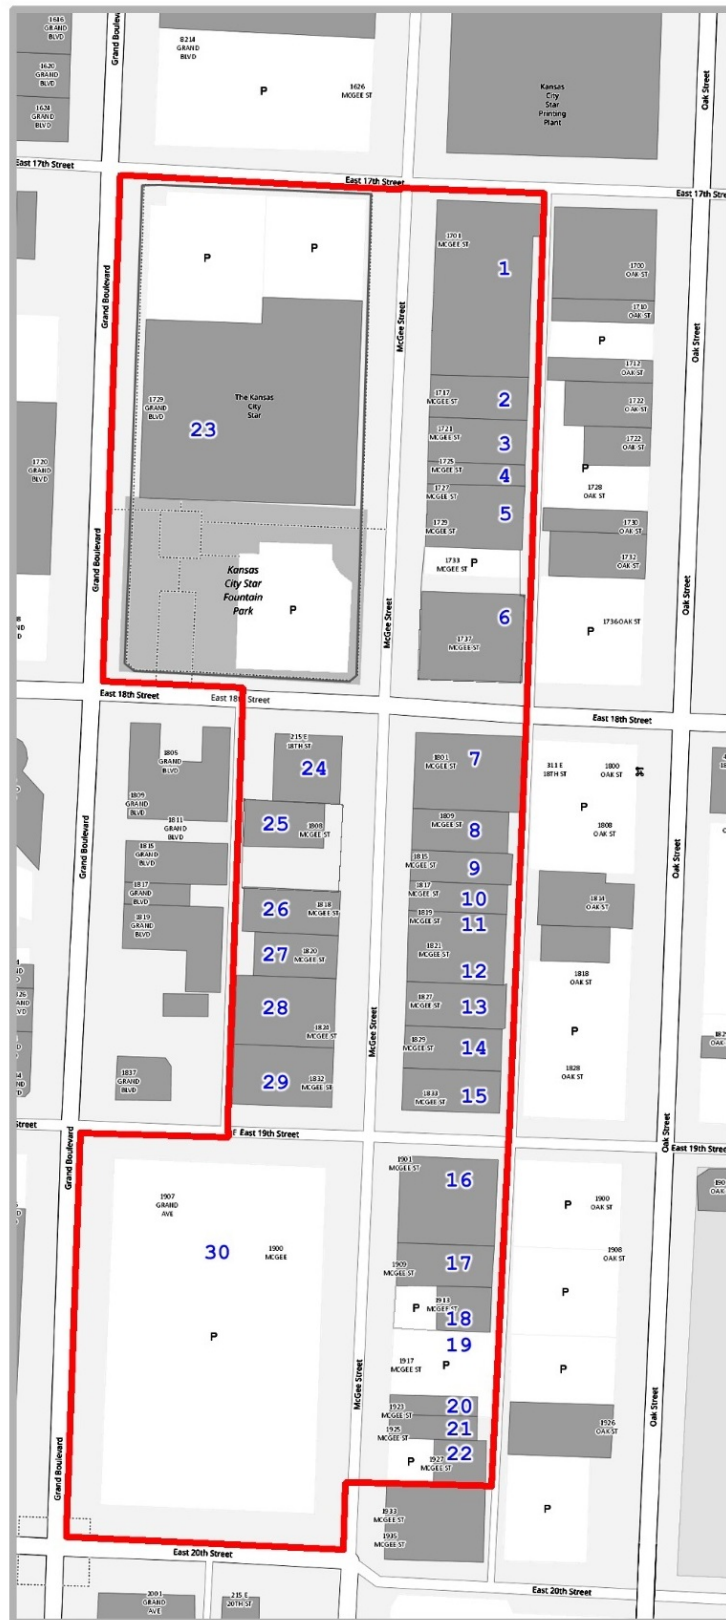 1616
GRAND
BLVD
1620
GRAND
BLVD
1628
GRAND
BLVD
Grand Boulevard
8214
GRAND
BLVD
P
1626
MCGEE ST
Kansas
City
Star
Printing
Plant
Oak Street
East 17th Street
East 17th Street
East 17th Street
P
P
1
1703
MCGEE ST
1700
OAK ST
1710
OAK ST
P
1712
OAK ST
Grand Boulevard
McGee Street
Oak Street
1717
MCGEE ST
2
1722
OAK ST
1729
GRAND
BLVD
The Kansas
City
Star
23
1721
MCGEE ST
3
1722
OAK ST
1720
GRAND
BLVD
1725
MCGEE ST
4
P
1727
MCGEE ST
5
1728
OAK ST
1729
MCGEE ST
1730
OAK ST
1732
OAK ST
Grand Boulevard
Kansas
City Star
Fountain
Park
P
1733
MCGEE ST
P
McGee Street
Oak Street
6
1737
MCGEE ST
P
1736 OAK ST
East 18th Street
East 18th Street
East 18th Street
1805
GRAND
BLVD
215 E
18TH ST
24
1801
MCGEE ST
7
311 E
18TH ST
1800
OAK ST
1809
GRAND
BLVD
25
1808
MCGEE ST
P
1808
OAK ST
1811
GRAND
BLVD
1809
MCGEE ST
8
Grand Boulevard
1815
GRAND
BLVD
1815
MCGEE ST
9
Oak Street
1817
GRAND
BLVD
1817
MCGEE ST
10
1814
OAK ST
26
1818
MCGEE ST
1819
GRAND
BLVD
1819
MCGEE ST
11
27
1820
MCGEE ST
1821
MCGEE ST
12
1818
OAK ST
28
1828
MCGEE ST
1827
MCGEE ST
13
P
McGee Street
1829
MCGEE ST
14
1837
GRAND
BLVD
29
1832
MCGEE ST
1833
MCGEE ST
15
1828
OAK ST
Street
East 19th Street
East 19th Street
Grand Boulevard
Oak Street
1901
MCGEE ST
16
1907
GRAND
AVE
P
1900
OAK ST
30
1900
MCGEE
1909
MCGEE ST
17
1908
OAK ST
P
P
1913
MCGEE ST
18
19
P
McGee Street
1917
MCGEE ST
P
P
Oak Street
1923
MCGEE ST
20
1925
MCGEE ST
21
1926
OAK ST
Grand Boulevard
P
1927
MCGEE ST
22
P
1933
MCGEE ST
1935
MCGEE ST
East 20th Street
East 20th Street
2001
GRAND
AVE
215 E
20TH ST